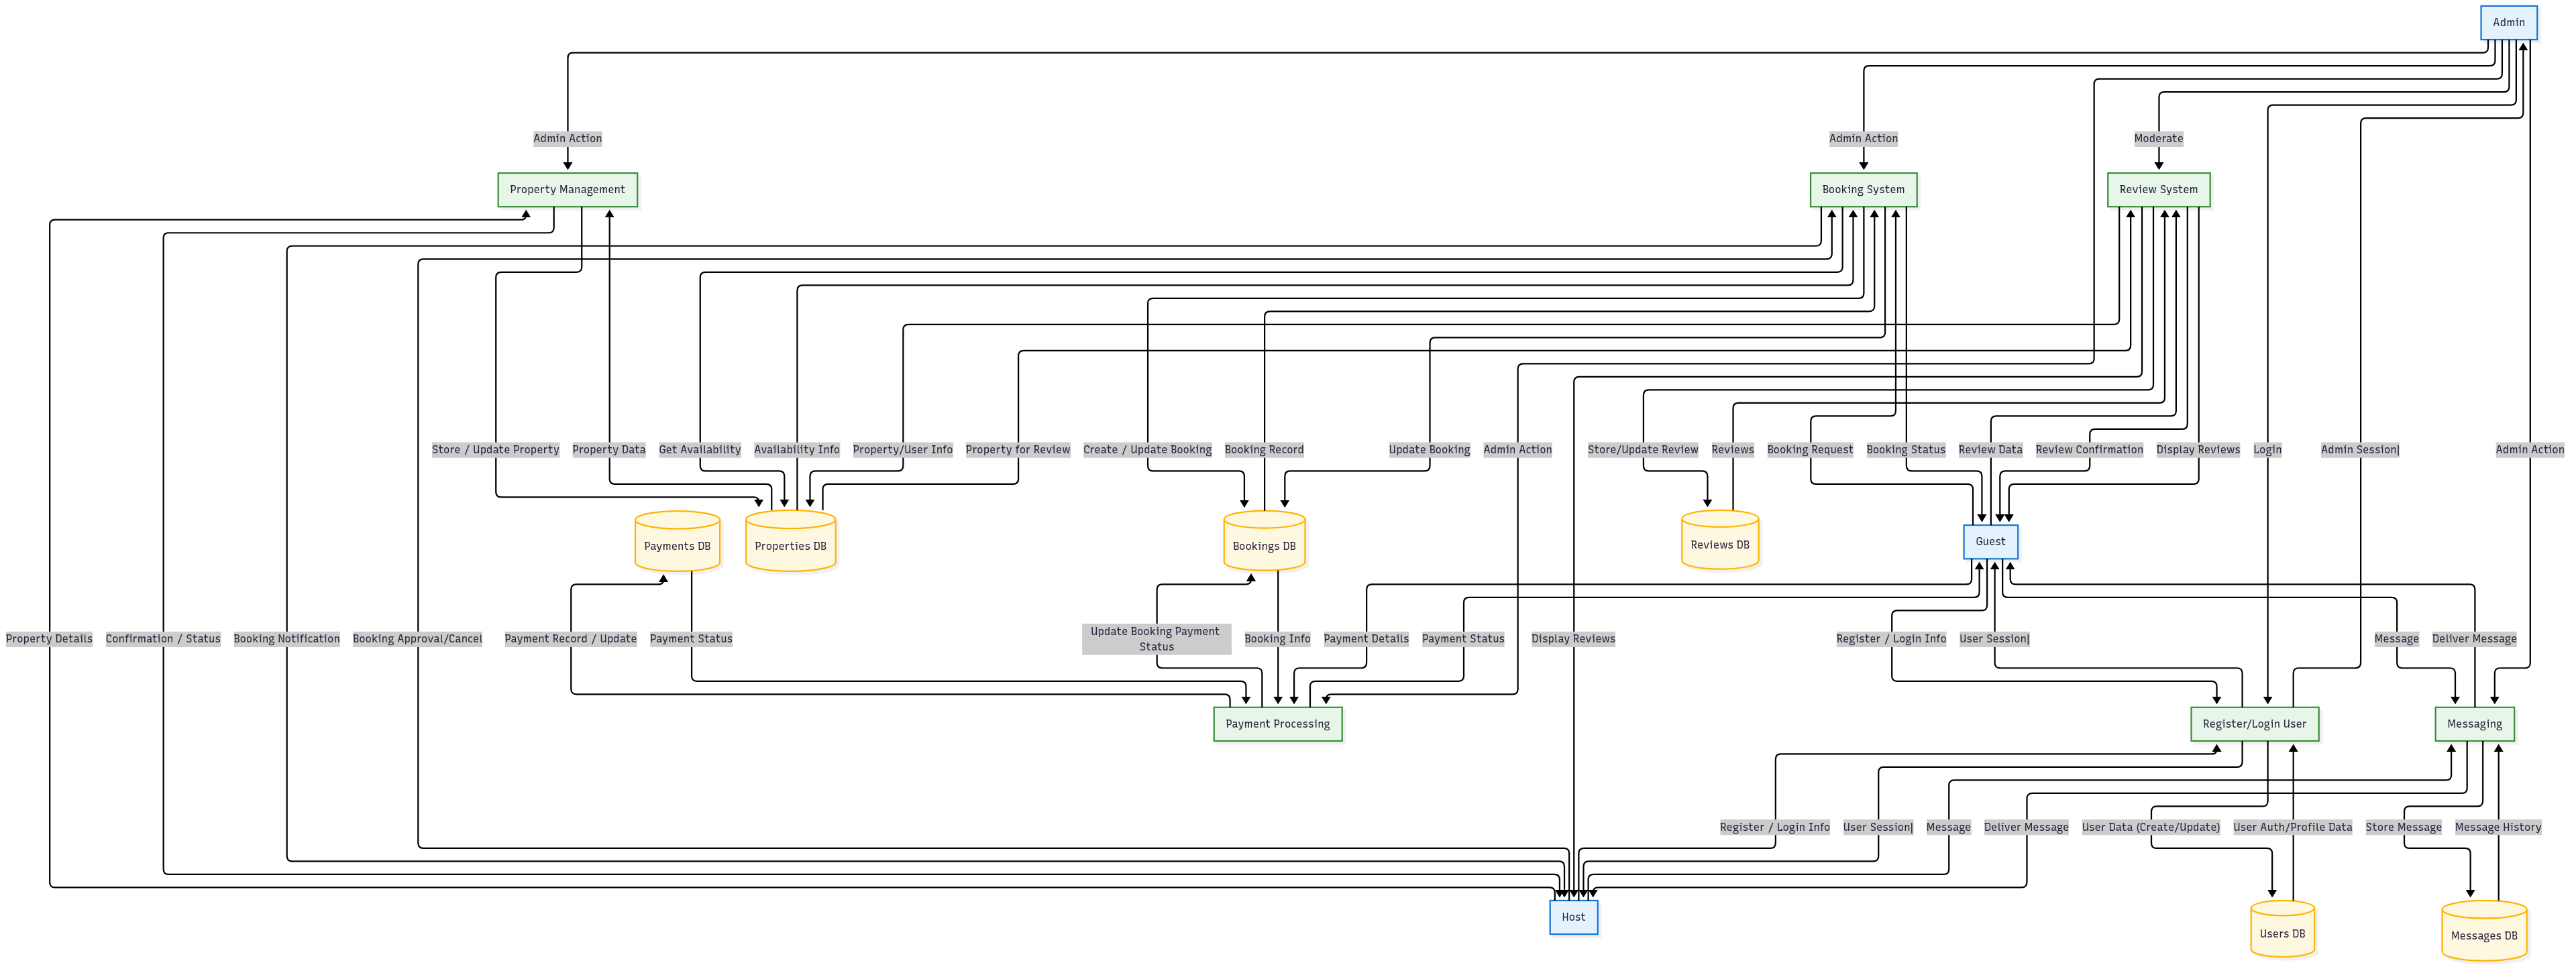 Admin
Admin Action
Admin Action
Moderate
Property Management
Booking System
Review System
Store / Update Property
Property Data
Get Availability
Availability Info
Property/User Info
Property for Review
Create / Update Booking
Booking Record
Update Booking
Admin Action
Store/Update Review
Reviews
Booking Request
Booking Status
Review Data
Review Confirmation
Display Reviews
Login
Admin Session|
Admin Action
Payments DB
Properties DB
Bookings DB
Reviews DB
Guest
Property Details
Confirmation / Status
Booking Notification
Booking Approval/Cancel
Payment Record / Update
Payment Status
Update Booking Payment
Status
Booking Info
Payment Details
Payment Status
Display Reviews
Register / Login Info
User Session|
Message
Deliver Message
Payment Processing
Register/Login User
Messaging
Register / Login Info
User Session|
Message
Deliver Message
User Data (Create/Update)
User Auth/Profile Data
Store Message
Message History
Host
Users DB
Messages DB